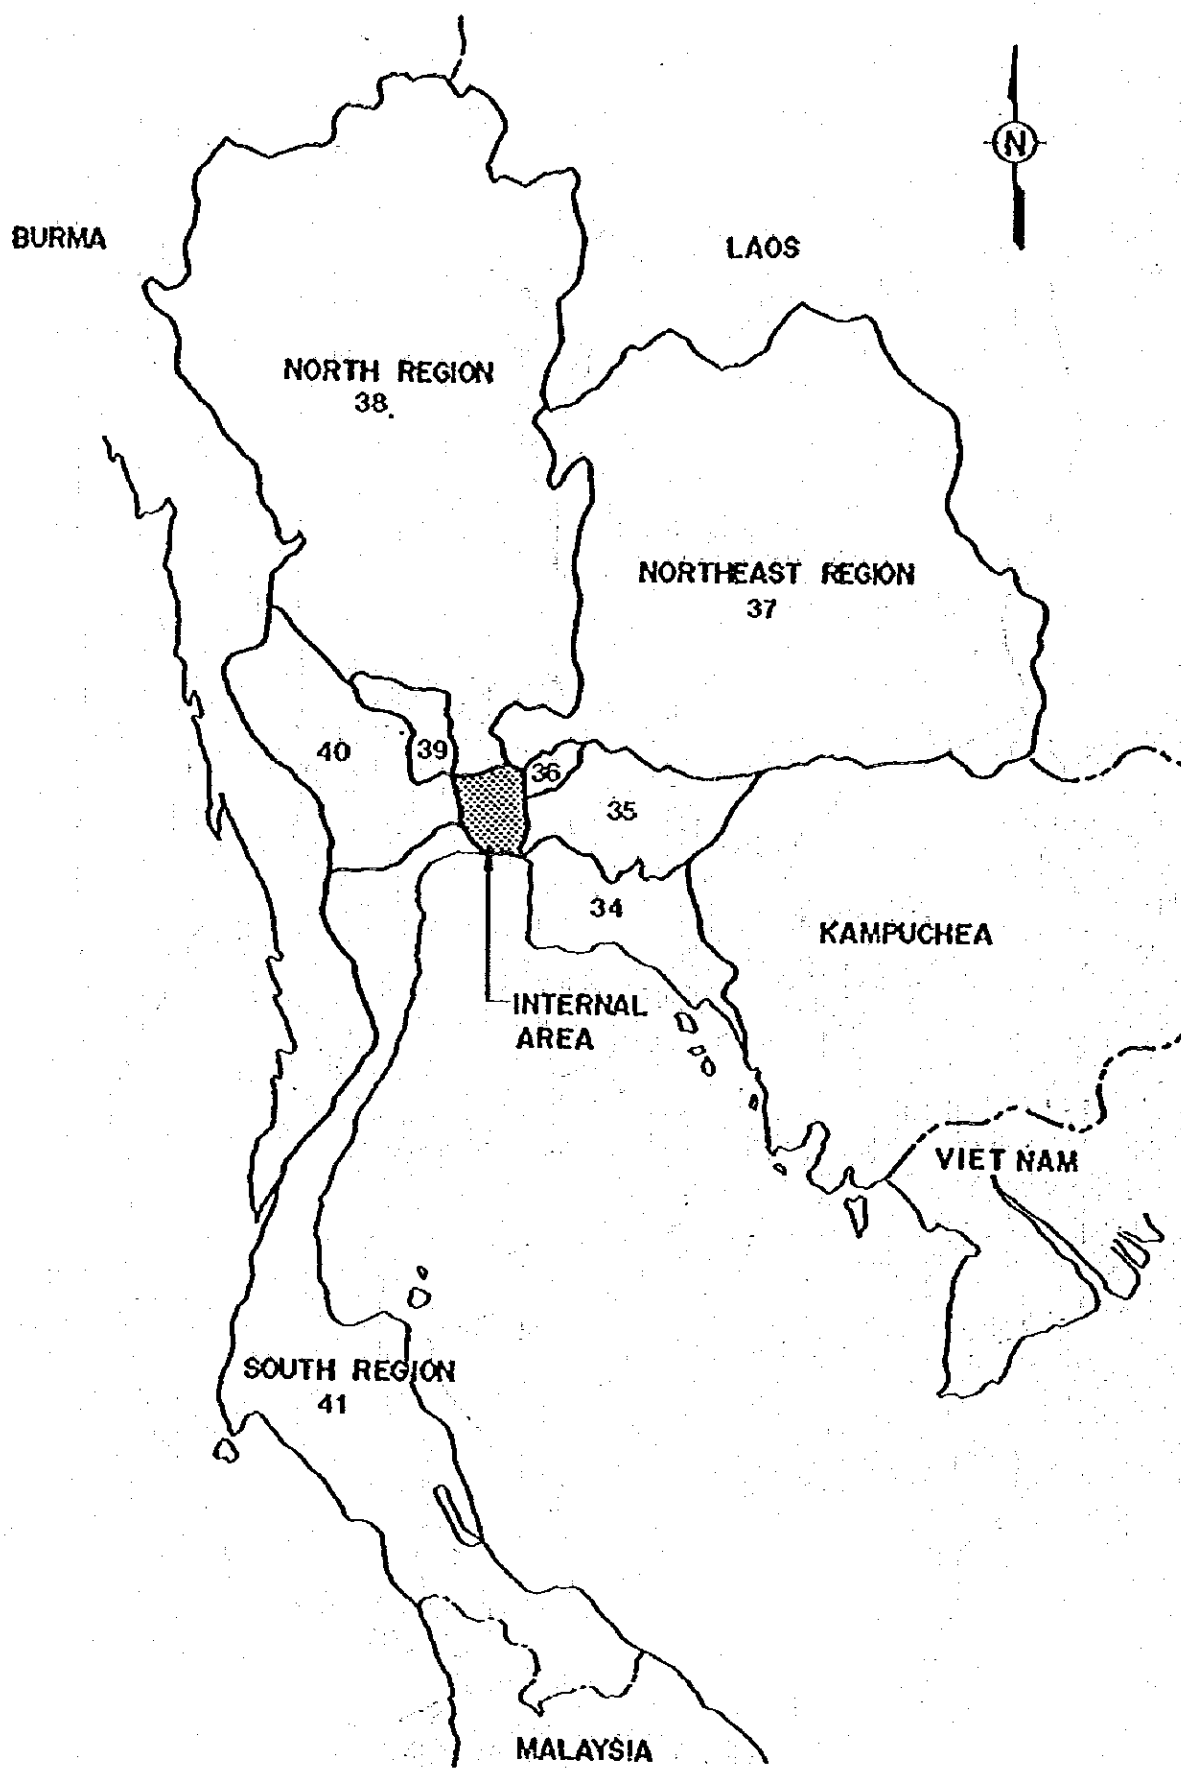 N
BURMA
LAOS
NORTH REGION
38
NORTHEAST REGION
37
40
39
36
35
34
KAMPUCHEA
INTERNAL
AREA
VIET NAM
SOUTH REGION
41
MALAYSIA